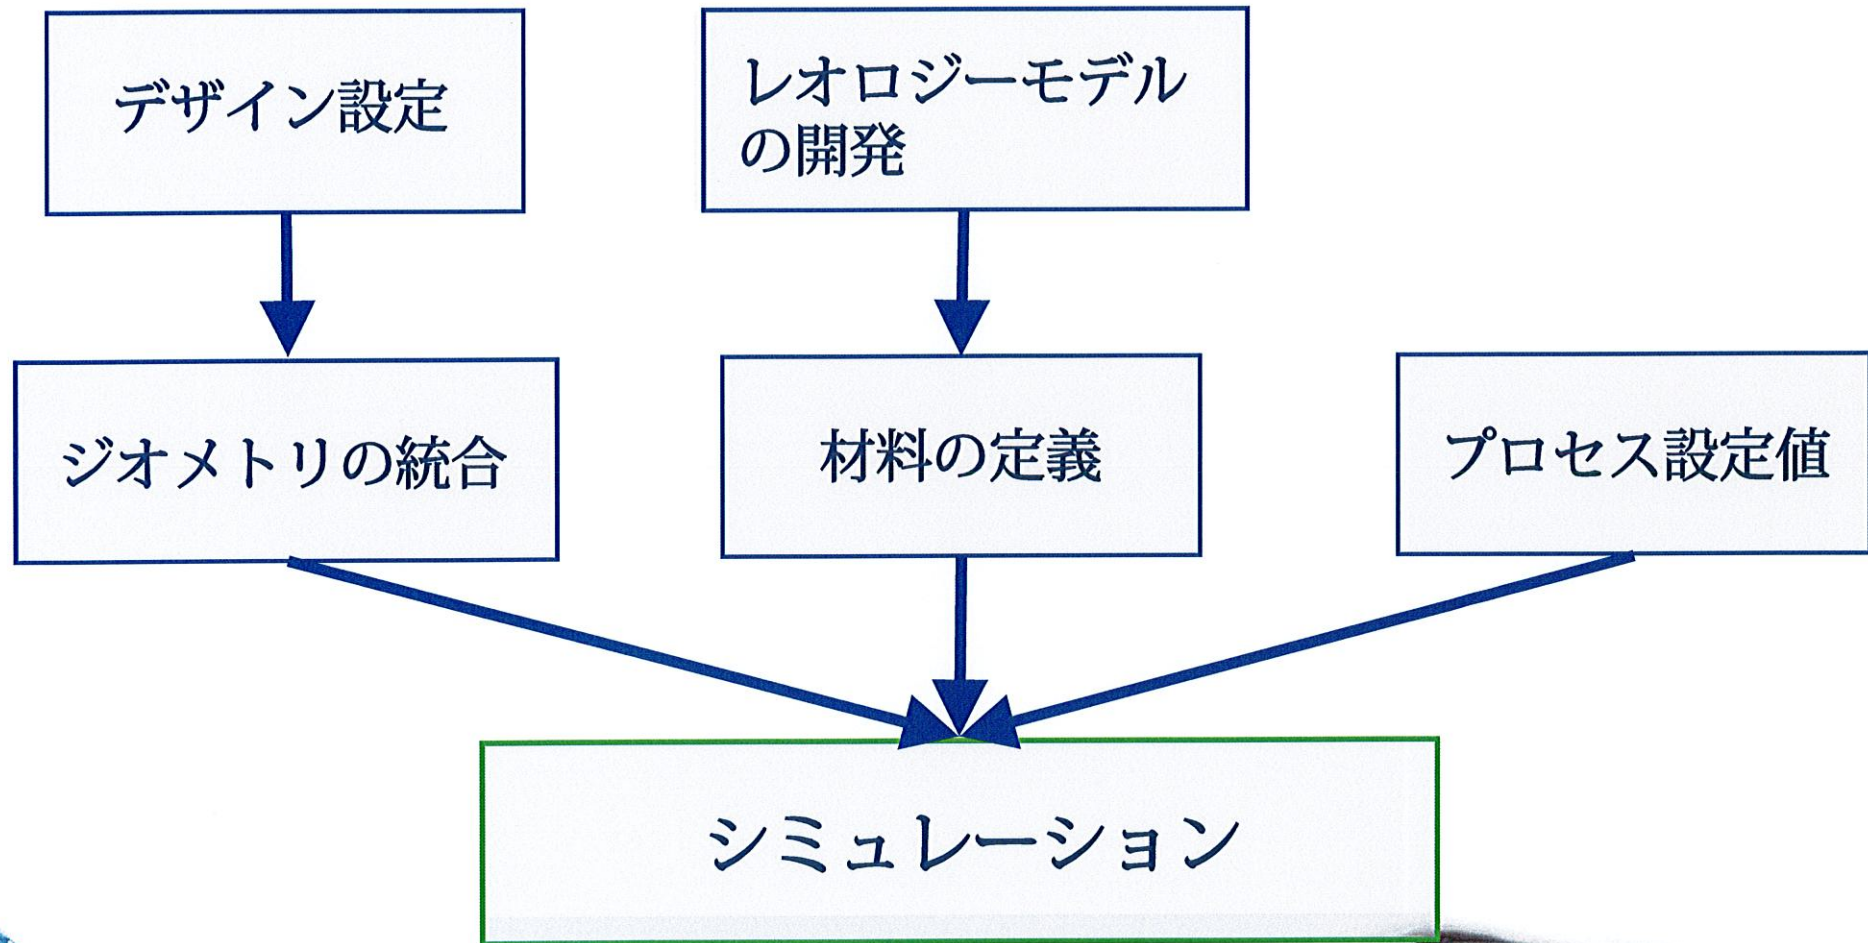 デザイン設定
レオロジーモデル
の開発
ジオメトリの統合
材料の定義
プロセス設定値
シミュレーション